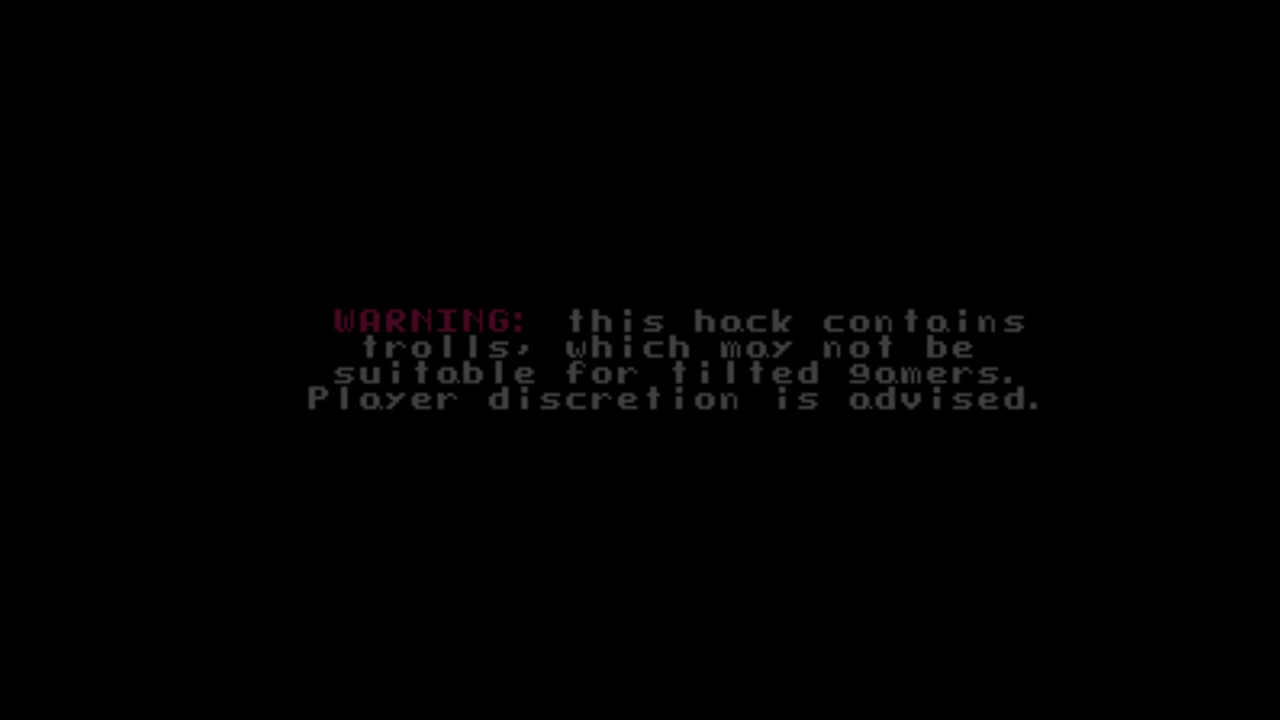 WARNING: this hack contains
trolls, which may not be
suitable for tilted gamers.
Player discretion is advised.